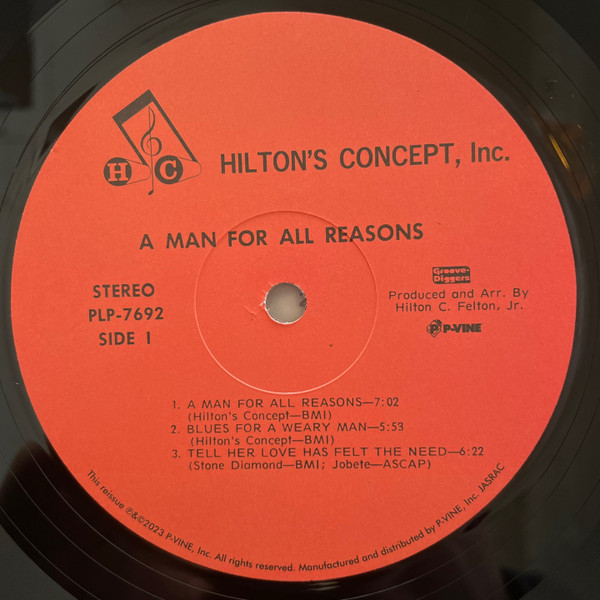 H C
HILTON'S CONCEPT, Inc.
A MAN FOR ALL REASONS
STEREO
PLP-7692
SIDE I
Groove-
Diggers
Produced and Arr. By
Hilton C. Felton, Jr.
P-VINE
1. A MAN FOR ALL REASONS—7:02
(Hilton's Concept—BMI)
2. BLUES FOR A WEARY MAN—5:53
(Hilton's Concept—BMI)
3. TELL HER LOVE HAS FELT THE NEED—6:22
(Stone Diamond—BMI; Jobete—ASCAP)
This reissue ℗&©2023 P-VINE, Inc. All rights reserved. Manufactured and distributed by P-VINE, Inc. JASRAC